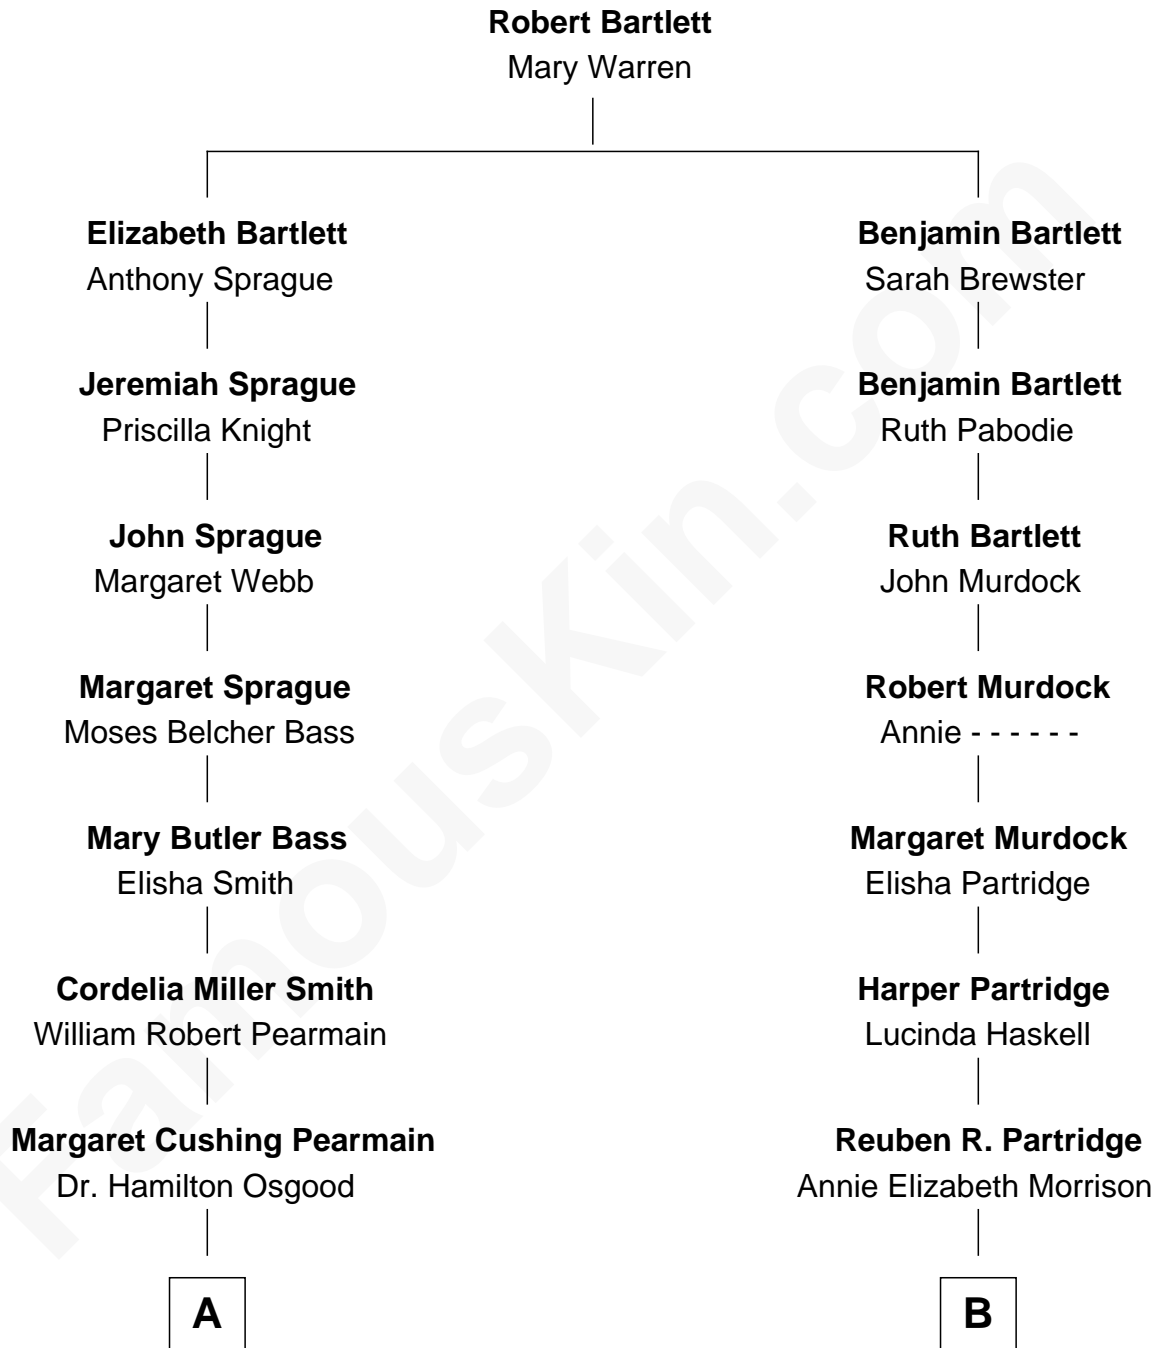 Robert Bartlett
Mary Warren
Elizabeth Bartlett
Anthony Sprague
Benjamin Bartlett
Sarah Brewster
Jeremiah Sprague
Priscilla Knight
Benjamin Bartlett
Ruth Pabodie
John Sprague
Margaret Webb
Ruth Bartlett
John Murdock
Margaret Sprague
Moses Belcher Bass
Robert Murdock
Annie - - - - - -
Mary Butler Bass
Elisha Smith
Margaret Murdock
Elisha Partridge
Cordelia Miller Smith
William Robert Pearmain
Harper Partridge
Lucinda Haskell
Margaret Cushing Pearmain
Dr. Hamilton Osgood
Reuben R. Partridge
Annie Elizabeth Morrison
A
B
FamousKin.com